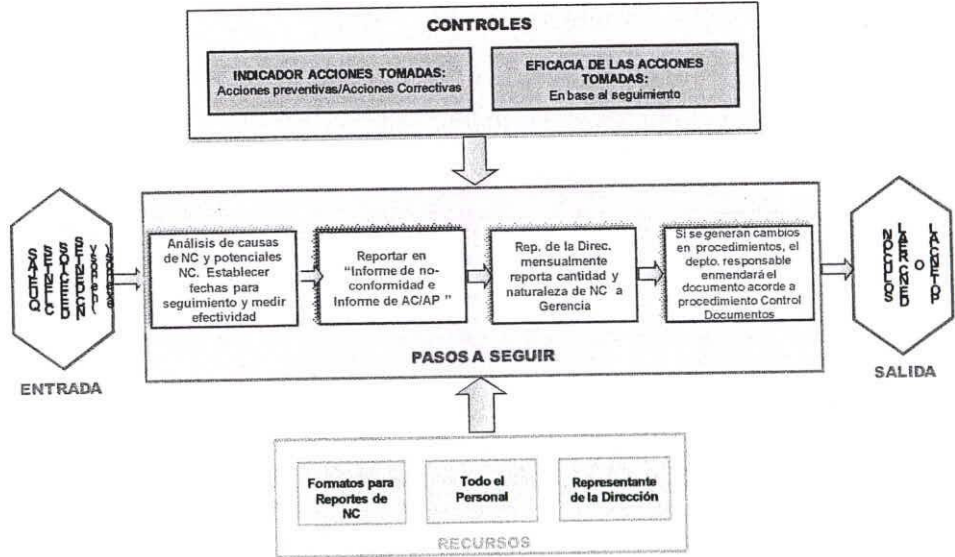 CONTROLES
INDICADOR ACCIONES TOMADAS:
Acciones preventivas/Acciones Correctivas
EFICACIA DE LAS ACCIONES
TOMADAS:
En base al seguimiento
Análisis de causas
de NC y potenciales
NC. Establecer
fechas para
seguimiento y medir
efectividad
Reportar en
"Informe de no-
conformidad e
Informe de AC/AP "
Rep. de la Direc.
mensualmente
reporta cantidad y
naturaleza de NC a
Gerencia
Si se generan cambios
en procedimientos, el
depto. responsable
enmendará el
documento acorde a
procedimiento Control
Documentos
PASOS A SEGUIR
ENTRADA
SALIDA
Formatos para
Reportes de
NC
Todo el
Personal
Representante
de la Dirección
RECURSOS